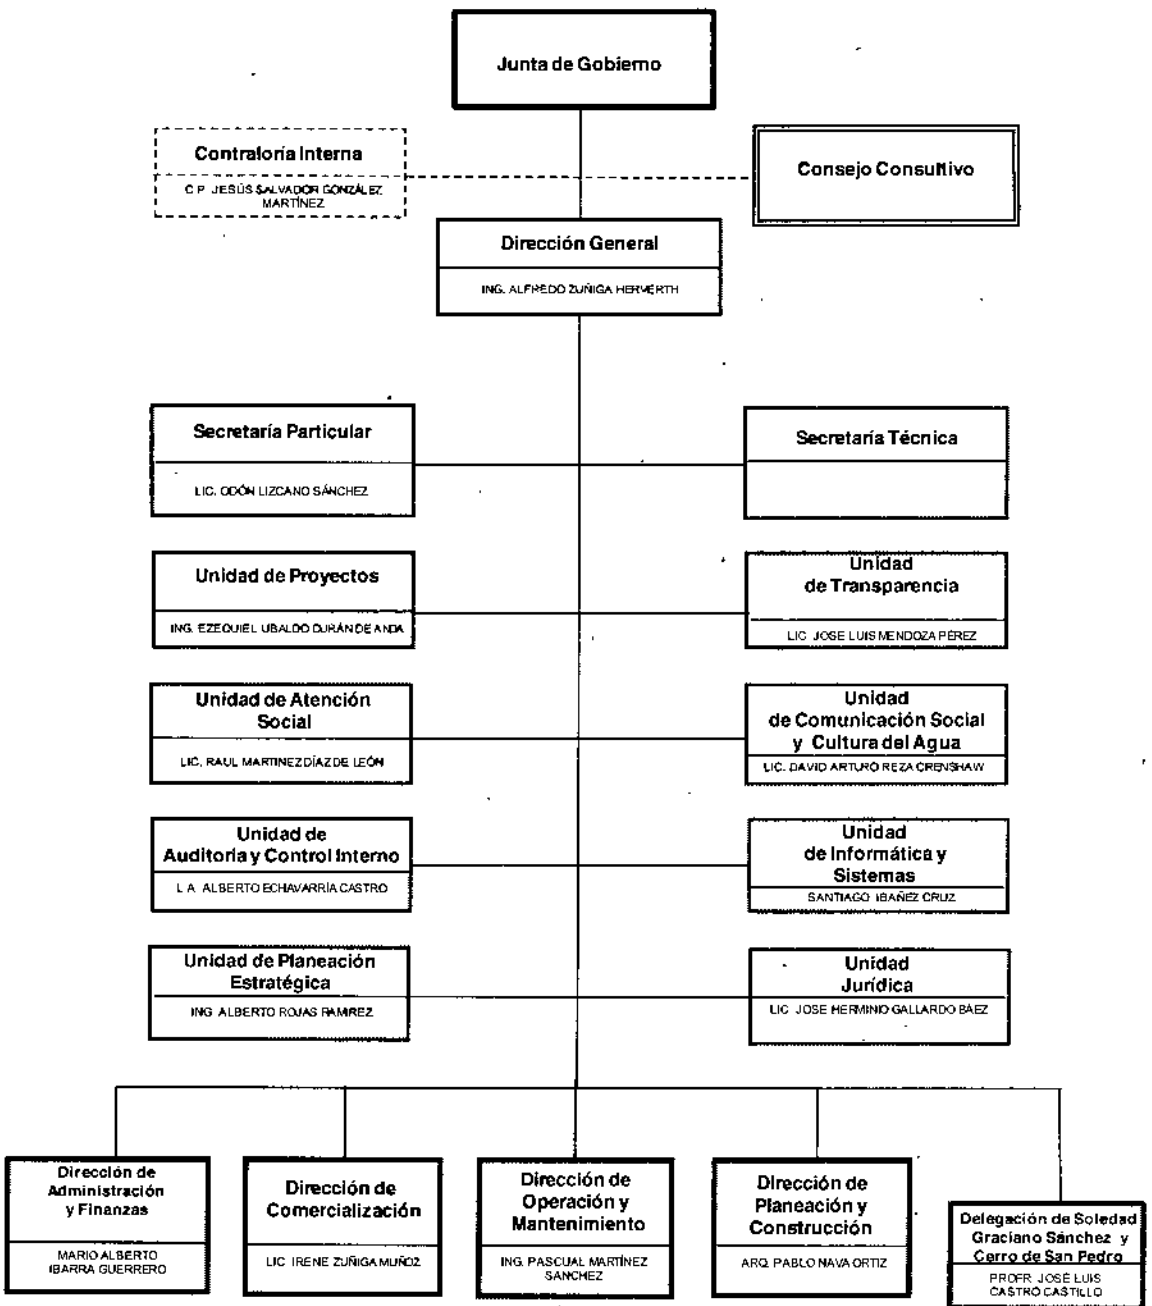 Junta de Gobierno
Contraloría Interna
C.P. JESÚS SALVADOR GONZÁLEZ
MARTÍNEZ
Consejo Consultivo
Dirección General
ING. ALFREDO ZUÑIGA HERVERTH
Secretaría Particular
LIC. ODÓN LIZCANO SÁNCHEZ
Secretaría Técnica
Unidad de Proyectos
ING. EZEQUIEL UBALDO DURÁN DE ANDA
Unidad
de Transparencia
LIC JOSE LUIS MENDOZA PÉREZ
Unidad de Atención
Social
LIC. RAUL MARTINEZ DÍAZ DE LEÓN
Unidad
de Comunicación Social
y Cultura del Agua
LIC. DAVID ARTURO REZA CRENSHAW
Unidad de
Auditoria y Control Interno
L.A. ALBERTO ECHAVARRÍA CASTRO
Unidad
de Informática y
Sistemas
SANTIAGO IBAÑEZ CRUZ
Unidad de Planeación
Estratégica
ING ALBERTO ROJAS RAMIREZ
Unidad
Jurídica
LIC JOSE HERMINIO GALLARDO BÁEZ
Dirección de
Administración
y Finanzas
MARIO ALBERTO
IBARRA GUERRERO
Dirección de
Comercialización
LIC IRENE ZUÑIGA MUÑOZ
Dirección de
Operación y
Mantenimiento
ING. PASCUAL MARTÍNEZ
SANCHEZ
Dirección de
Planeación y
Construcción
ARQ. PABLO NAVA ORTIZ
Delegación de Soledad
Graciano Sánchez y
Cerro de San Pedro
PROFR JOSÉ LUIS
CASTRO CASTILLO